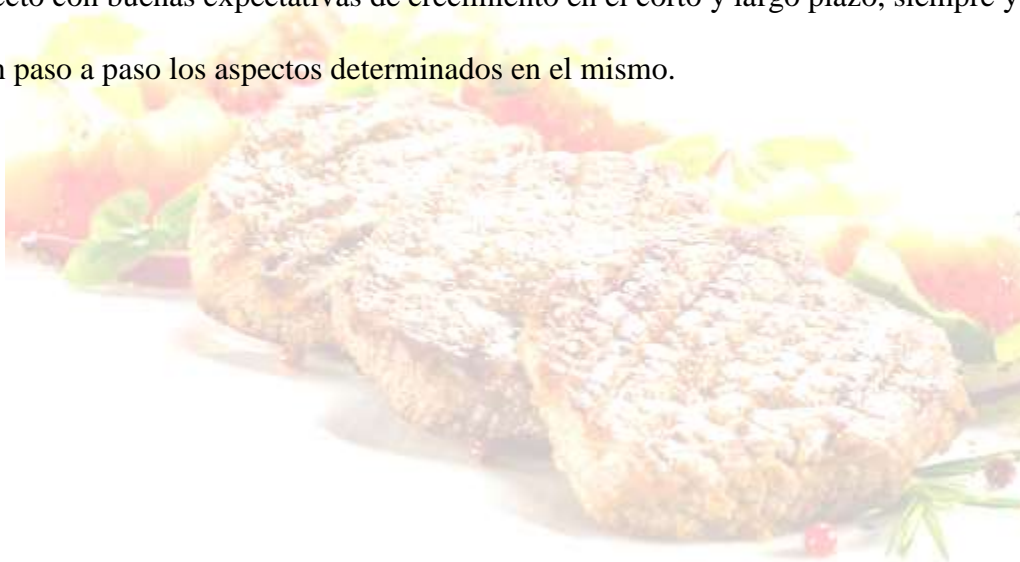 con buenas expectativas de crecimiento en el corto y largo plazo, siempre y
paso a paso los aspectos determinados en el mismo.